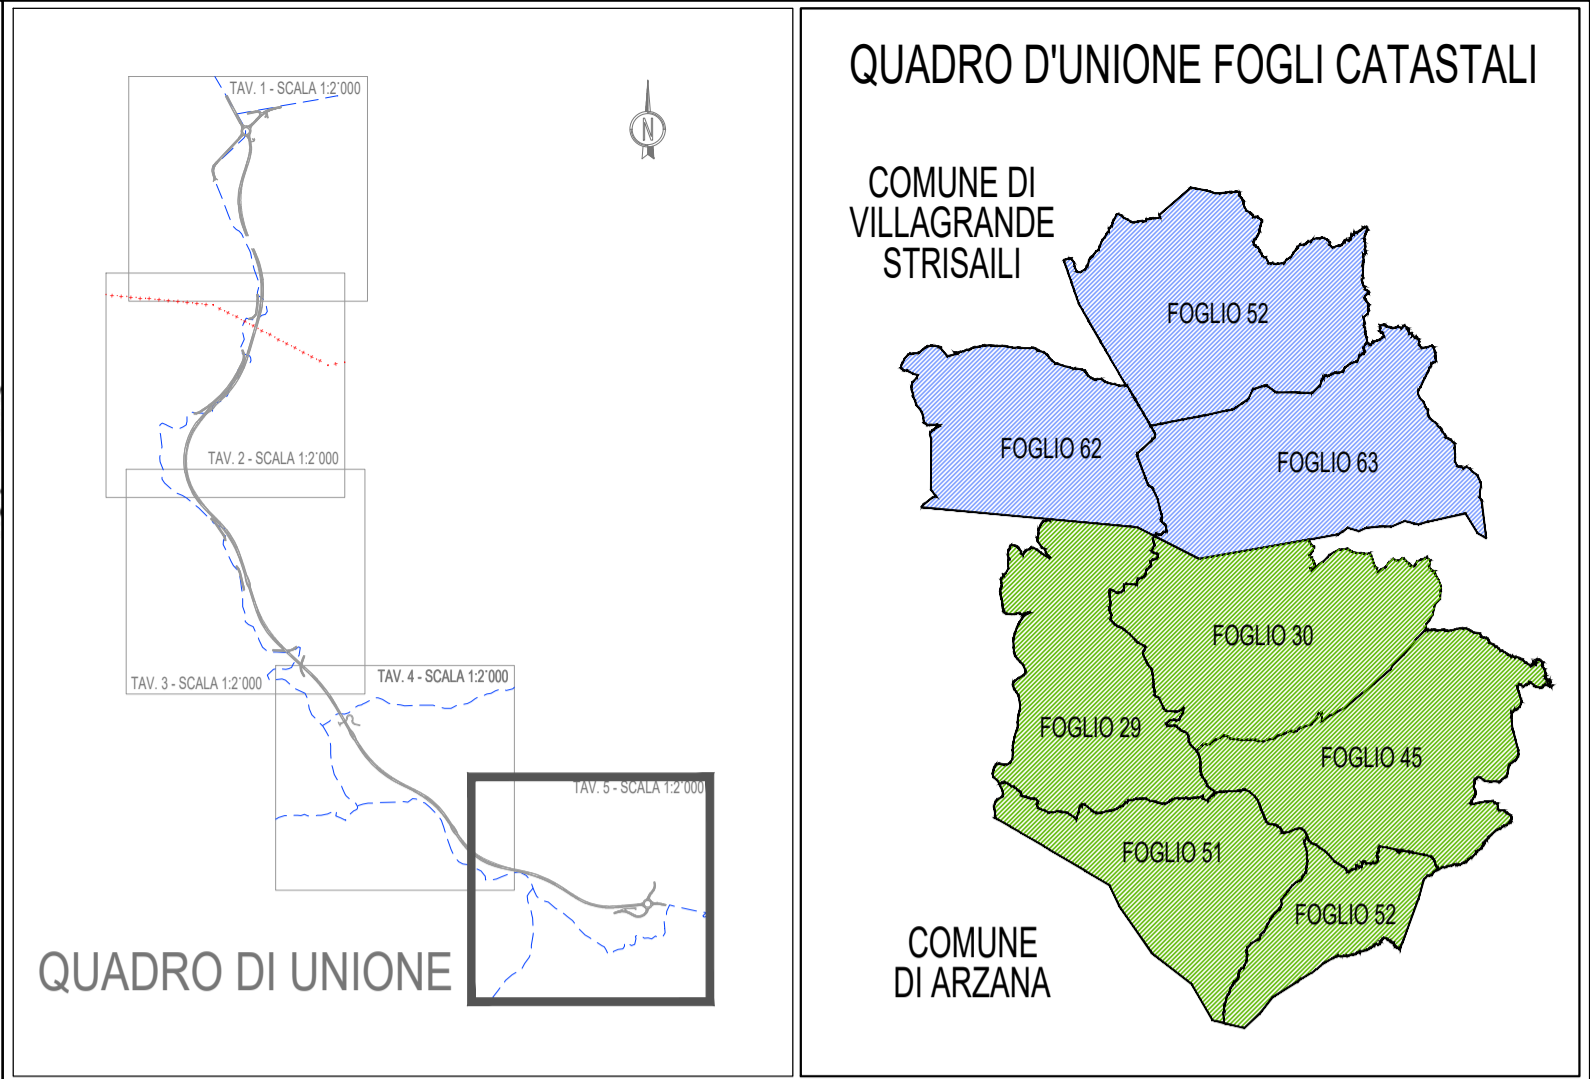 TAV. 1 - SCALA 1:2'000
N
TAV. 2 - SCALA 1:2'000
TAV. 3 - SCALA 1:2'000
TAV. 4 - SCALA 1:2'000
TAV. 5 - SCALA 1:2'000
QUADRO DI UNIONE
QUADRO D'UNIONE FOGLI CATASTALI
COMUNE DI
VILLAGRANDE
STRISAILI
FOGLIO 52
FOGLIO 62
FOGLIO 63
FOGLIO 30
FOGLIO 29
FOGLIO 45
FOGLIO 51
FOGLIO 52
COMUNE
DI ARZANA